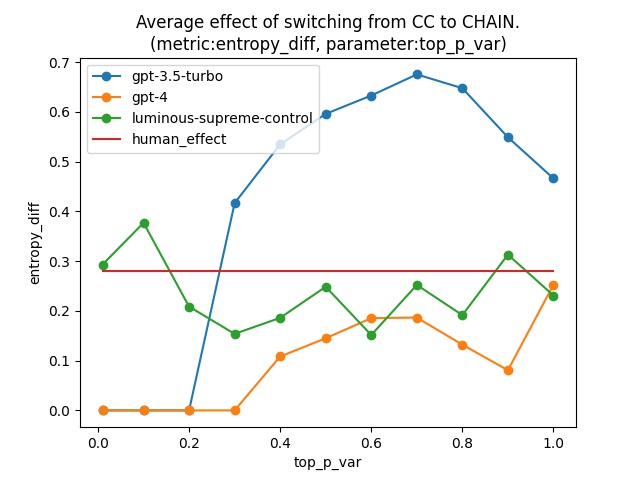 Average effect of switching from CC to CHAIN.
(metric:entropy_diff, parameter:top_p_var)
0.7
0.6
0.5
0.4
0.3
0.2
0.1
0.0
entropy_diff
gpt-3.5-turbo
gpt-4
luminous-supreme-control
human_effect
0.0 0.2 0.4 0.6 0.8 1.0
top_p_var